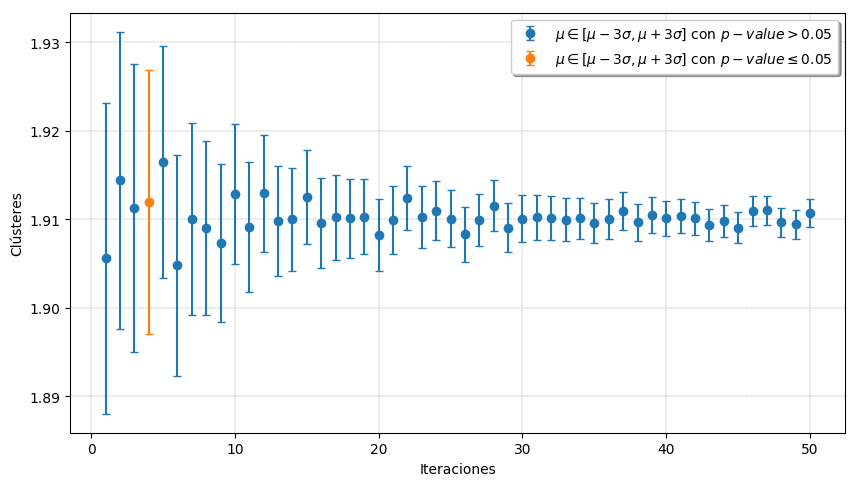 μ ∈ [μ − 3σ, μ + 3σ] con p − value > 0.05
μ ∈ [μ − 3σ, μ + 3σ] con p − value ≤ 0.05
Clústeres
1.93
1.92
1.91
1.90
1.89
0 10 20 30 40 50
Iteraciones